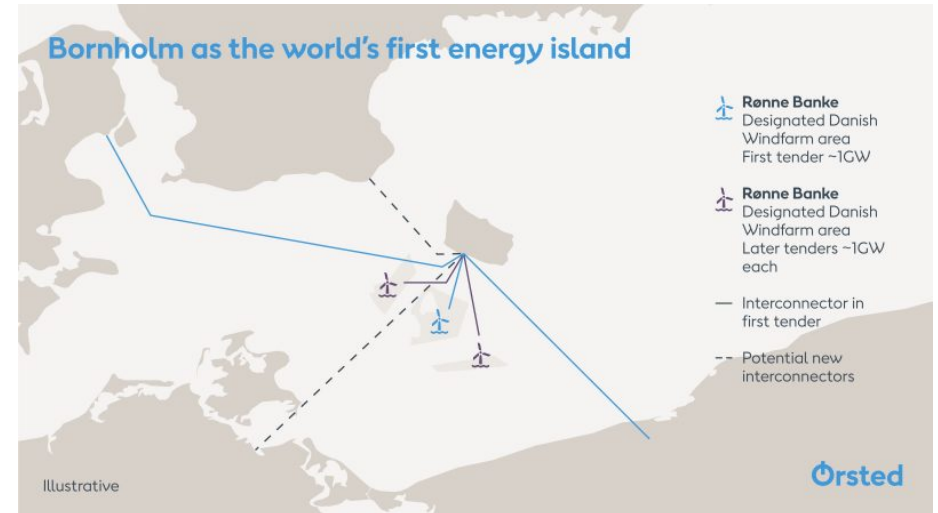 Bornholm as the world's first energy island
Rønne Banke
Designated Danish
Windfarm area
First tender ~1GW
Rønne Banke
Designated Danish
Windfarm area
Later tenders ~1GW
each
Interconnector in
first tender
Potential new
interconnectors
Illustrative
Ørsted